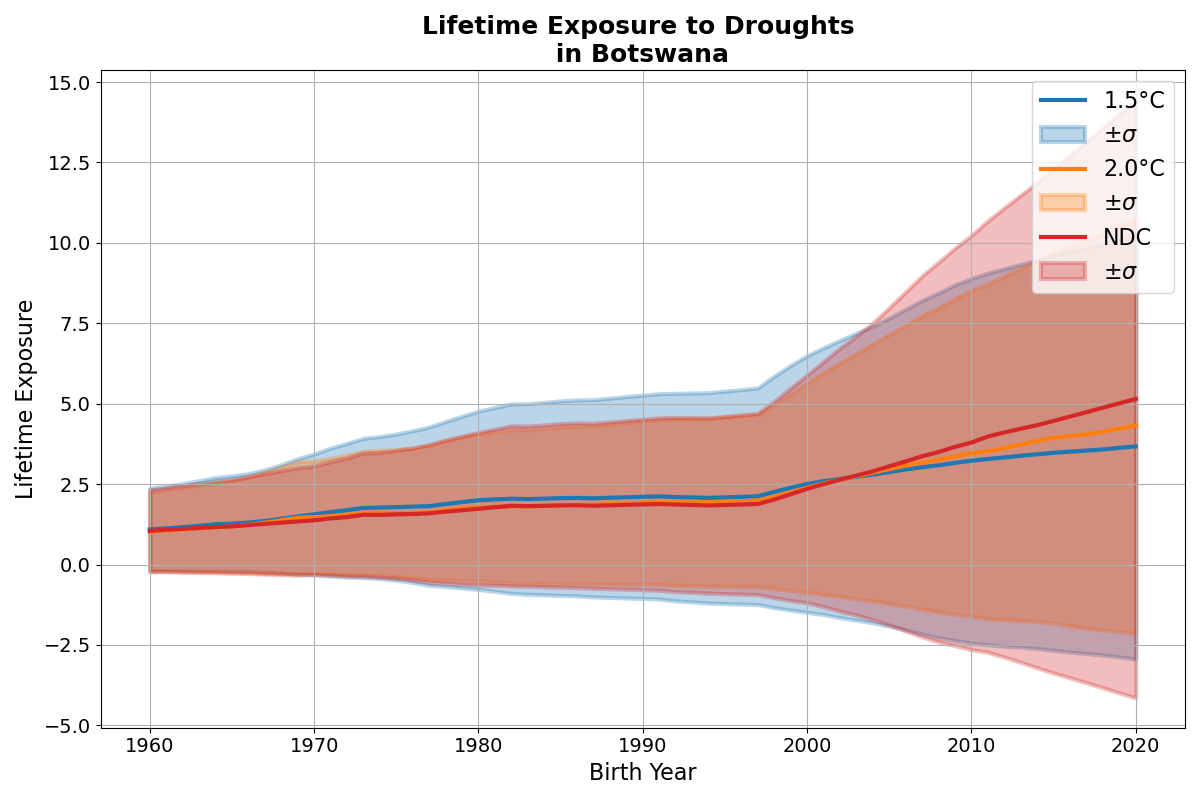 Lifetime Exposure to Droughts
in Botswana
Lifetime Exposure
15.0
12.5
10.0
7.5
5.0
2.5
0.0
−2.5
−5.0
1960
1970
1980
1990
2000
2010
2020
Birth Year
1.5°C
±σ
2.0°C
±σ
NDC
±σ